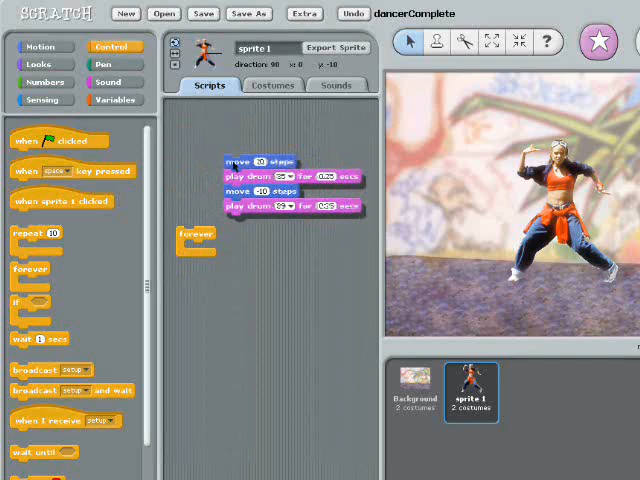 SCRATCH New Open Save Save As Extra Undo dancerComplete
Motion Control
Looks Pen
Numbers Sound
Sensing Variables
sprite 1 Export Sprite
direction: 90 x: 0 y: -10
Scripts Costumes Sounds
when clicked
when space key pressed
when sprite 1 clicked
repeat 10
forever
if
wait 1 secs
broadcast setup
broadcast setup and wait
when I receive setup
wait until
move 20 steps
play drum 35 for 0.25 secs
move -10 steps
play drum 39 for secs
forever
?
Background
2 costumes
sprite 1
2 costumes